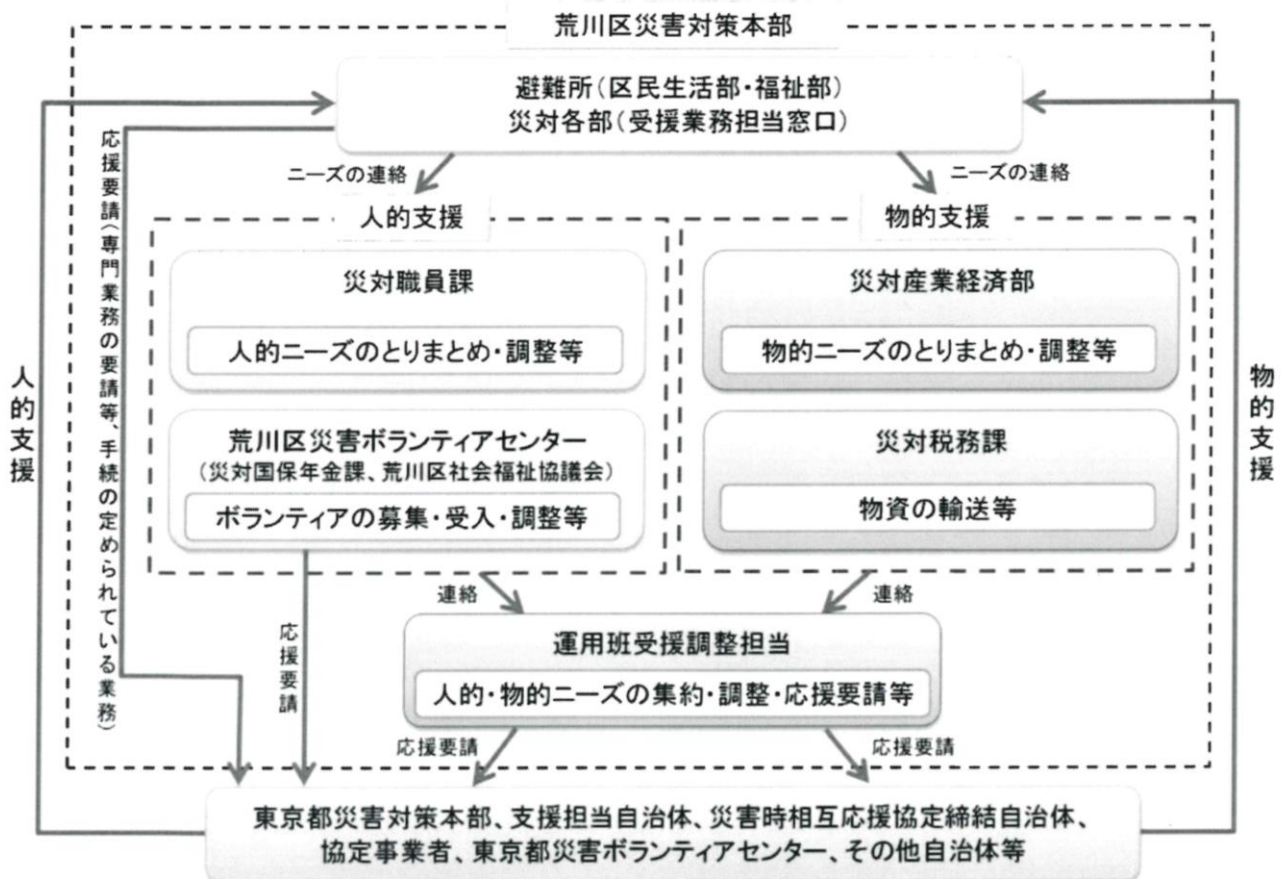 荒川区災害対策本部
避難所(区民生活部・福祉部)
災対各部(受援業務担当窓口)
ニーズの連絡
ニーズの連絡
応援要請(専門業務の要請等、手続の定められている業務)
人的支援
物的支援
災対職員課
人的ニーズのとりまとめ・調整等
荒川区災害ボランティアセンター
(災対国保年金課、荒川区社会福祉協議会)
ボランティアの募集・受入・調整等
災対産業経済部
物的ニーズのとりまとめ・調整等
災対税務課
物資の輸送等
人的支援
物的支援
連絡
連絡
応援要請
運用班受援調整担当
人的・物的ニーズの集約・調整・応援要請等
応援要請
応援要請
東京都災害対策本部、支援担当自治体、災害時相互応援協定締結自治体、
協定事業者、東京都災害ボランティアセンター、その他自治体等